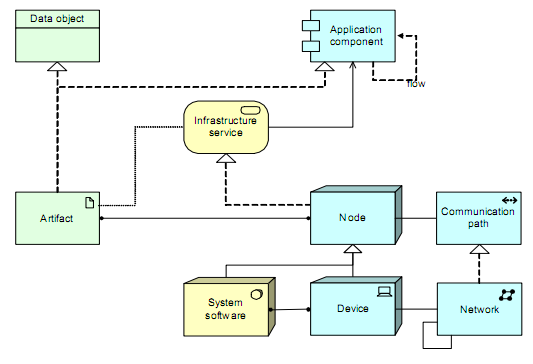 Data object
Application
component
flow
Infrastructure
service
Artifact
Node
Communication
path
System
software
Device
Network